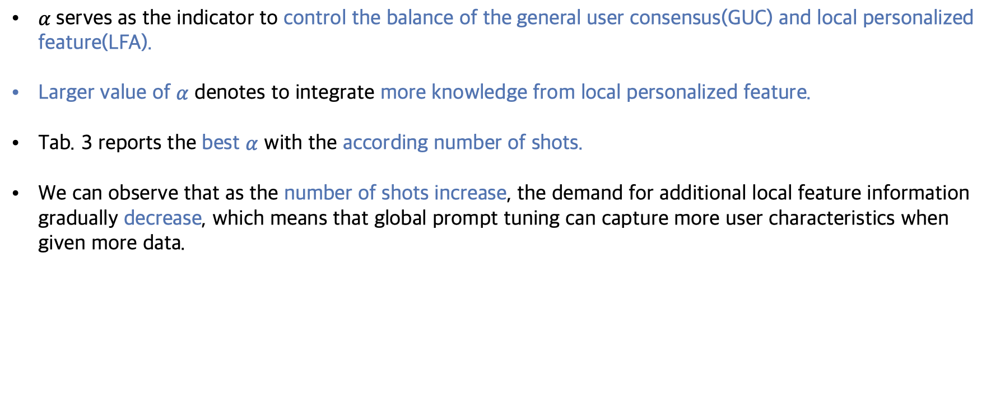 • α serves as the indicator to control the balance of the general user consensus(GUC) and local personalized
feature(LFA).
• Larger value of α denotes to integrate more knowledge from local personalized feature.
• Tab. 3 reports the best α with the according number of shots.
• We can observe that as the number of shots increase, the demand for additional local feature information
gradually decrease, which means that global prompt tuning can capture more user characteristics when
given more data.